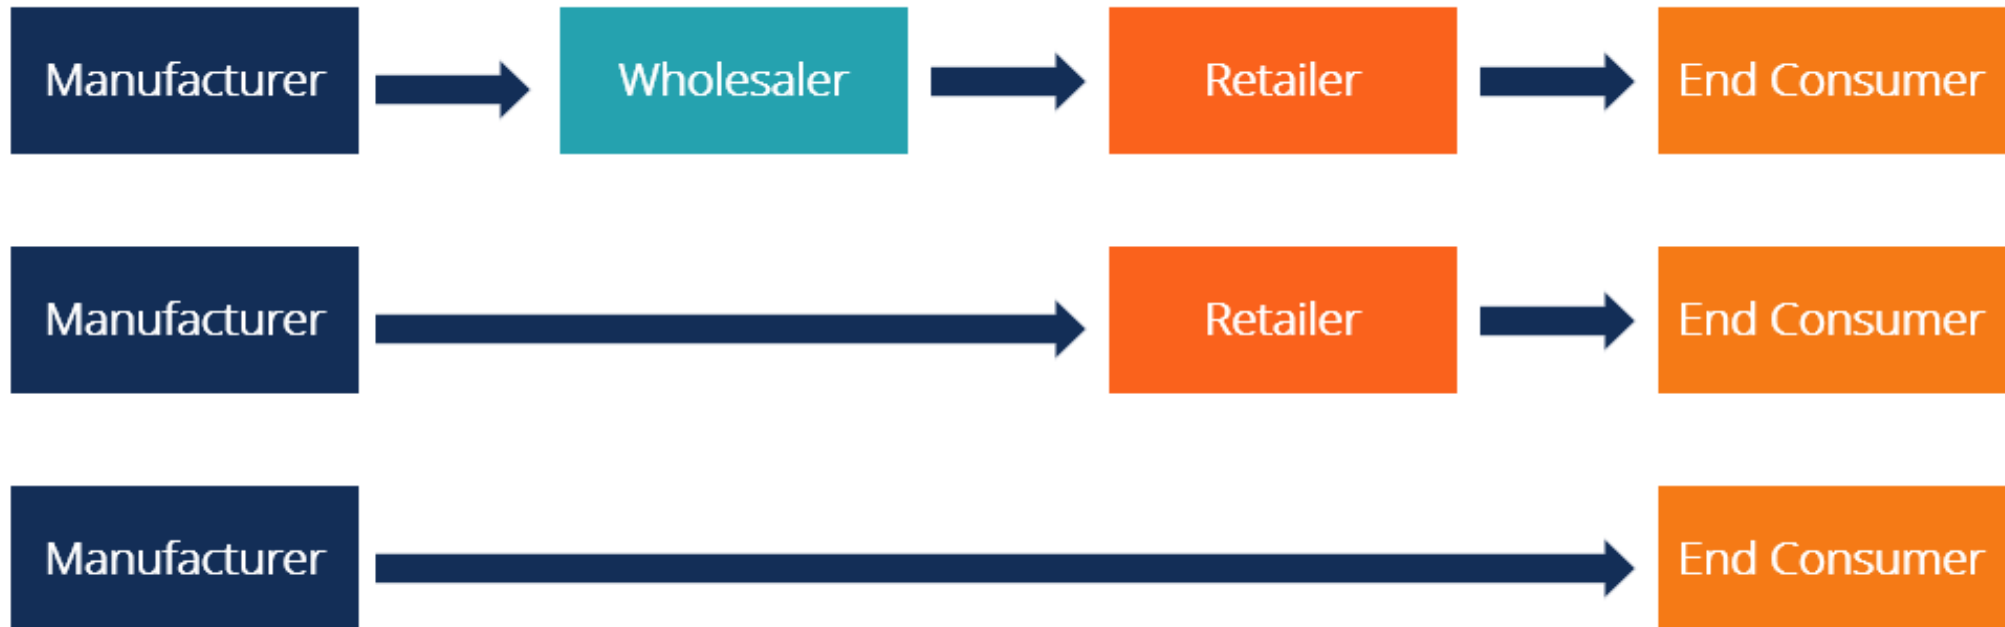 Manufacturer Wholesaler Retailer End Consumer
Manufacturer Retailer End Consumer
Manufacturer End Consumer